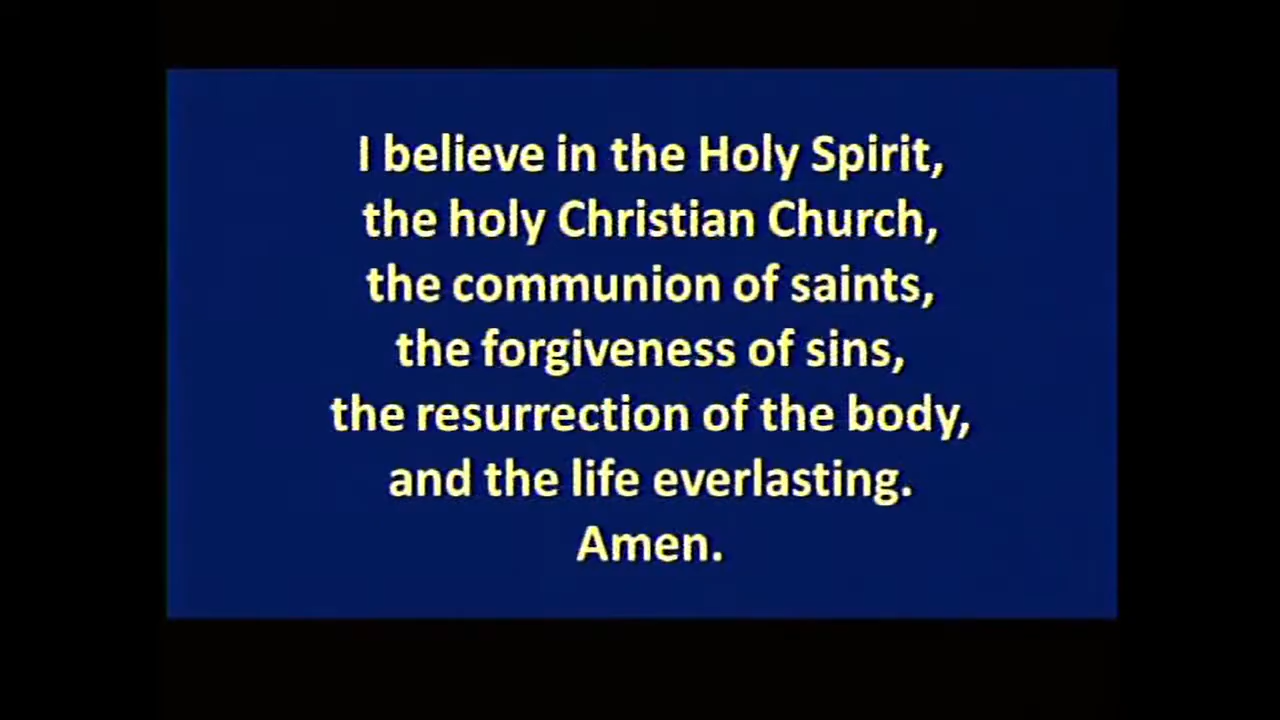 I believe in the Holy Spirit,
the holy Christian Church,
the communion of saints,
the forgiveness of sins,
the resurrection of the body,
and the life everlasting.
Amen.